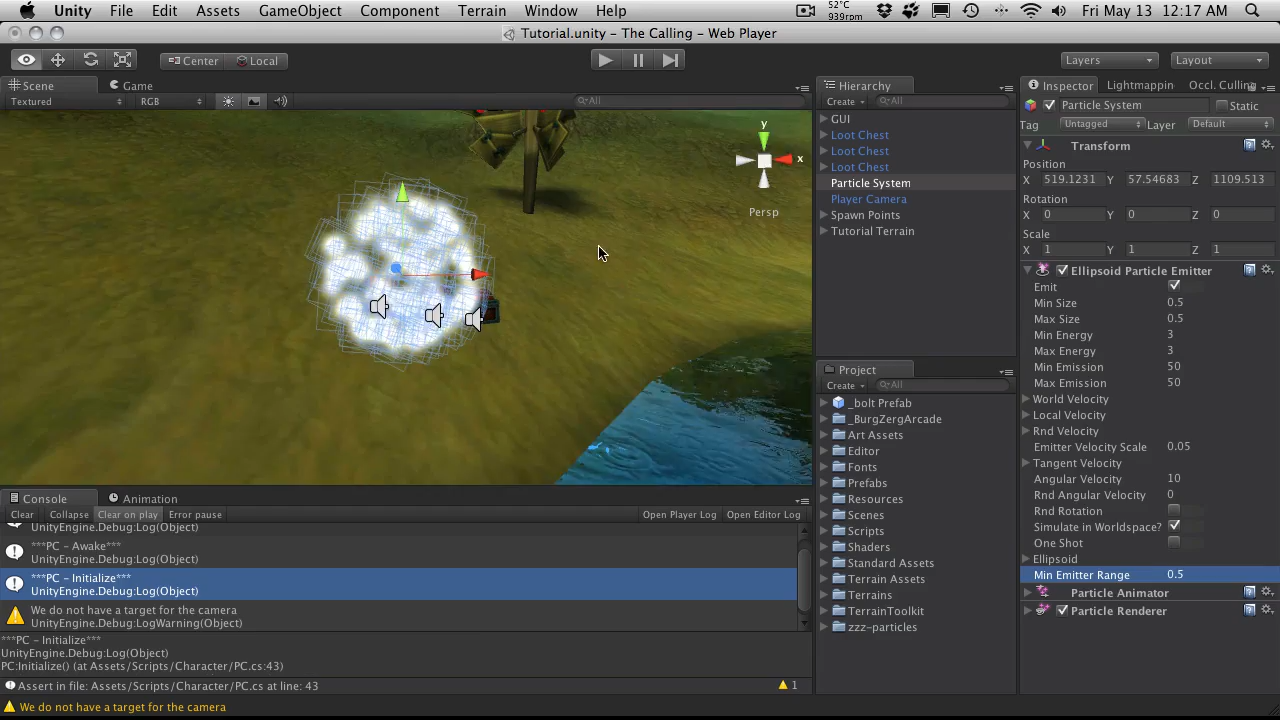 Unity File Edit Assets GameObject Component Terrain Window Help 52°C 939rpm Fri May 13 12:17 AM
Tutorial.unity - The Calling - Web Player
Center Local Layers Layout
Scene Game
Textured RGB All
y
x
Persp
Hierarchy
Create All
GUI
Loot Chest
Loot Chest
Loot Chest
Particle System
Player Camera
Spawn Points
Tutorial Terrain
Project
Create All
_bolt Prefab
_BurgZergArcade
Art Assets
Editor
Fonts
Prefabs
Resources
Scenes
Scripts
Shaders
Standard Assets
Terrain Assets
Terrains
TerrainToolkit
zzz-particles
Inspector Lightmappin Occl. Culling
Particle System Static
Tag Untagged Layer Default
Transform
Position
X 519.1231 Y 57.54683 Z 1109.513
Rotation
X 0 Y 0 Z 0
Scale
X 1 Y 1 Z 1
Ellipsoid Particle Emitter
Emit
Min Size 0.5
Max Size 0.5
Min Energy 3
Max Energy 3
Min Emission 50
Max Emission 50
World Velocity
Local Velocity
Rnd Velocity
Emitter Velocity Scale 0.05
Tangent Velocity
Angular Velocity 10
Rnd Angular Velocity 0
Rnd Rotation
Simulate in Worldspace?
One Shot
Ellipsoid
Min Emitter Range 0.5
Particle Animator
Particle Renderer
Console Animation
Clear Collapse Clear on play Error pause Open Player Log Open Editor Log
UnityEngine.Debug:Log(Object)
***PC - Awake***
UnityEngine.Debug:Log(Object)
***PC - Initialize***
UnityEngine.Debug:Log(Object)
We do not have a target for the camera
UnityEngine.Debug:LogWarning(Object)
***PC - Initialize***
UnityEngine.Debug:Log(Object)
PC:Initialize() (at Assets/Scripts/Character/PC.cs:43)
Assert in file: Assets/Scripts/Character/PC.cs at line: 43 1
We do not have a target for the camera